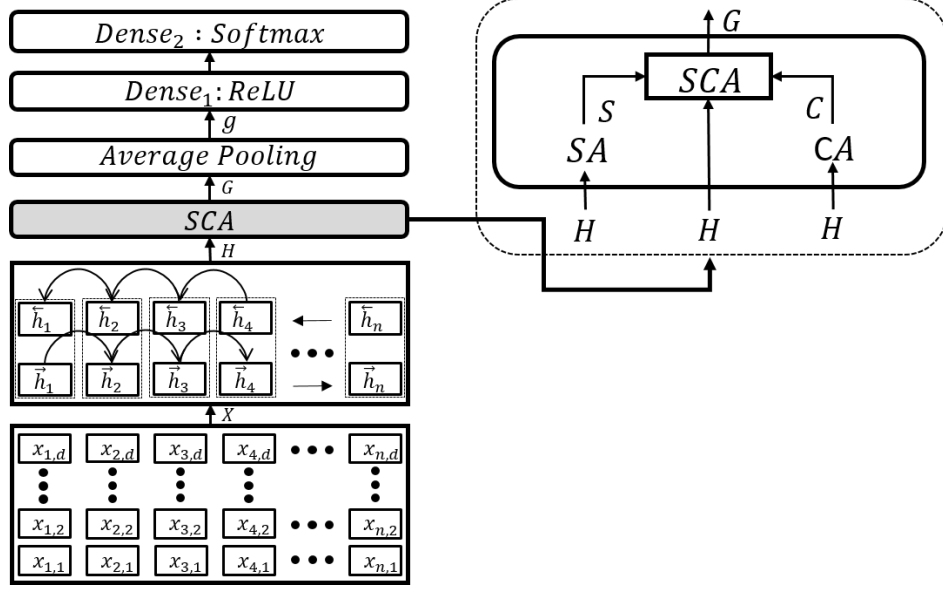 Dense₂ : Softmax
Dense₁: ReLU
g
Average Pooling
G
SCA
H
h⃖₁ h⃖₂ h⃖₃ h⃖₄ h⃖ₙ
•••
h⃗₁ h⃗₂ h⃗₃ h⃗₄ h⃗ₙ
X
x₁,d x₂,d x₃,d x₄,d ••• xₙ,d
x₁,₂ x₂,₂ x₃,₂ x₄,₂ ••• xₙ,₂
x₁,₁ x₂,₁ x₃,₁ x₄,₁ ••• xₙ,₁
G
SCA
S C
SA CA
H H H